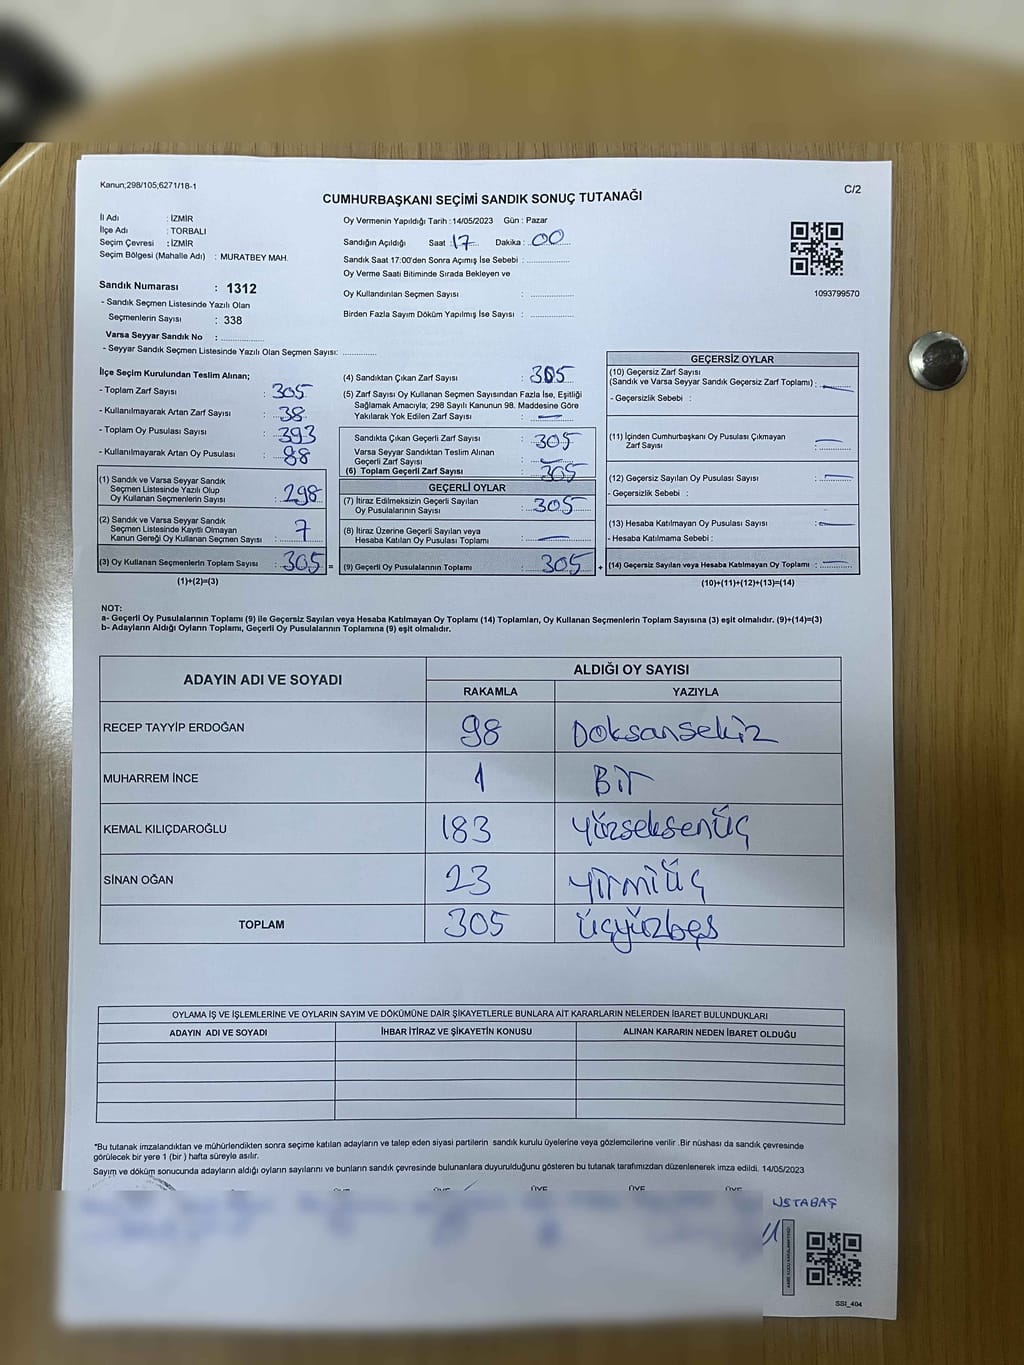 Kanun;298/105;6271/18-1
C/2
CUMHURBAŞKANI SEÇİMİ SANDIK SONUÇ TUTANAĞI
İl Adı : İZMİR
İlçe Adı : TORBALI
Seçim Çevresi : İZMİR
Seçim Bölgesi (Mahalle Adı) : MURATBEY MAH.
Sandık Numarası : 1312
- Sandık Seçmen Listesinde Yazılı Olan
Seçmenlerin Sayısı : 338
Varsa Seyyar Sandık No : ..............
- Seyyar Sandık Seçmen Listesinde Yazılı Olan Seçmen Sayısı: ..............
Oy Vermenin Yapıldığı Tarih : 14/05/2023 Gün : Pazar
Sandığın Açıldığı Saat : 17 Dakika : 00
Sandık Saat 17:00'den Sonra Açımış İse Sebebi : ..............
Oy Verme Saati Bitiminde Sırada Bekleyen ve
Oy Kullandırılan Seçmen Sayısı : ..............
Birden Fazla Sayım Döküm Yapılmış İse Sayısı : ..............
1093799570
İlçe Seçim Kurulundan Teslim Alınan;
- Toplam Zarf Sayısı : 305
- Kullanılmayarak Artan Zarf Sayısı : 38
- Toplam Oy Pusulası Sayısı : 393
- Kullanılmayarak Artan Oy Pusulası : 88
(1) Sandık ve Varsa Seyyar Sandık
Seçmen Listesinde Yazılı Olup
Oy Kullanan Seçmenlerin Sayısı : 298
(2) Sandık ve Varsa Seyyar Sandık
Seçmen Listesinde Kayıtlı Olmayan
Kanun Gereği Oy Kullanan Seçmen Sayısı : 7
(3) Oy Kullanan Seçmenlerin Toplam Sayısı : 305 =
(1)+(2)=(3)
(4) Sandıktan Çıkan Zarf Sayısı : 305
(5) Zarf Sayısı Oy Kullanan Seçmen Sayısından Fazla İse, Eşitliği
Sağlamak Amacıyla; 298 Sayılı Kanunun 98. Maddesine Göre
Yakılarak Yok Edilen Zarf Sayısı : —
Sandıkta Çıkan Geçerli Zarf Sayısı : 305
Varsa Seyyar Sandıktan Teslim Alınan
Geçerli Zarf Sayısı : —
(6) Toplam Geçerli Zarf Sayısı : 305
GEÇERLİ OYLAR
(7) İtiraz Edilmeksizin Geçerli Sayılan
Oy Pusulalarının Sayısı : 305
(8) İtiraz Üzerine Geçerli Sayılan veya
Hesaba Katılan Oy Pusulası Toplamı : —
(9) Geçerli Oy Pusulalarının Toplamı : 305 +
GEÇERSİZ OYLAR
(10) Geçersiz Zarf Sayısı
(Sandık ve Varsa Seyyar Sandık Geçersiz Zarf Toplamı) : —
- Geçersizlik Sebebi :
(11) İçinden Cumhurbaşkanı Oy Pusulası Çıkmayan
Zarf Sayısı : —
(12) Geçersiz Sayılan Oy Pusulası Sayısı : —
- Geçersizlik Sebebi :
(13) Hesaba Katılmayan Oy Pusulası Sayısı : —
- Hesaba Katılmama Sebebi :
(14) Geçersiz Sayılan veya Hesaba Katılmayan Oy Toplamı : —
(10)+(11)+(12)+(13)=(14)
NOT:
a- Geçerli Oy Pusulalarının Toplamı (9) ile Geçersiz Sayılan veya Hesaba Katılmayan Oy Toplamı (14) Toplamları, Oy Kullanan Seçmenlerin Toplam Sayısına (3) eşit olmalıdır. (9)+(14)=(3)
b- Adayların Aldığı Oyların Toplamı, Geçerli Oy Pusulalarının Toplamına (9) eşit olmalıdır.
ADAYIN ADI VE SOYADI ALDIĞI OY SAYISI
RAKAMLA YAZIYLA
RECEP TAYYİP ERDOĞAN 98 Doksansekiz
MUHARREM İNCE 1 Bir
KEMAL KILIÇDAROĞLU 183 Yüzseksenüç
SİNAN OĞAN 23 Yirmiüç
TOPLAM 305 üçyüzbeş
OYLAMA İŞ VE İŞLEMLERİNE VE OYLARIN SAYIM VE DÖKÜMÜNE DAİR ŞİKAYETLERLE BUNLARA AİT KARARLARIN NELERDEN İBARET BULUNDUKLARI
ADAYIN ADI VE SOYADI İHBAR İTİRAZ VE ŞİKAYETİN KONUSU ALINAN KARARIN NEDEN İBARET OLDUĞU
*Bu tutanak imzalandıktan ve mühürlendikten sonra seçime katılan adayların ve talep eden siyasi partilerin sandık kurulu üyelerine veya gözlemcilerine verilir .Bir nüshası da sandık çevresinde
görülecek bir yere 1 (bir ) hafta süreyle asılır.
Sayım ve döküm sonucunda adayların aldığı oyların sayılarını ve bunların sandık çevresinde bulunanlara duyurulduğunu gösteren bu tutanak tarafımızdan düzenlenerek imza edildi. 14/05/2023
ÜYE ÜYE ÜYE
USTABAŞ
SSI_404